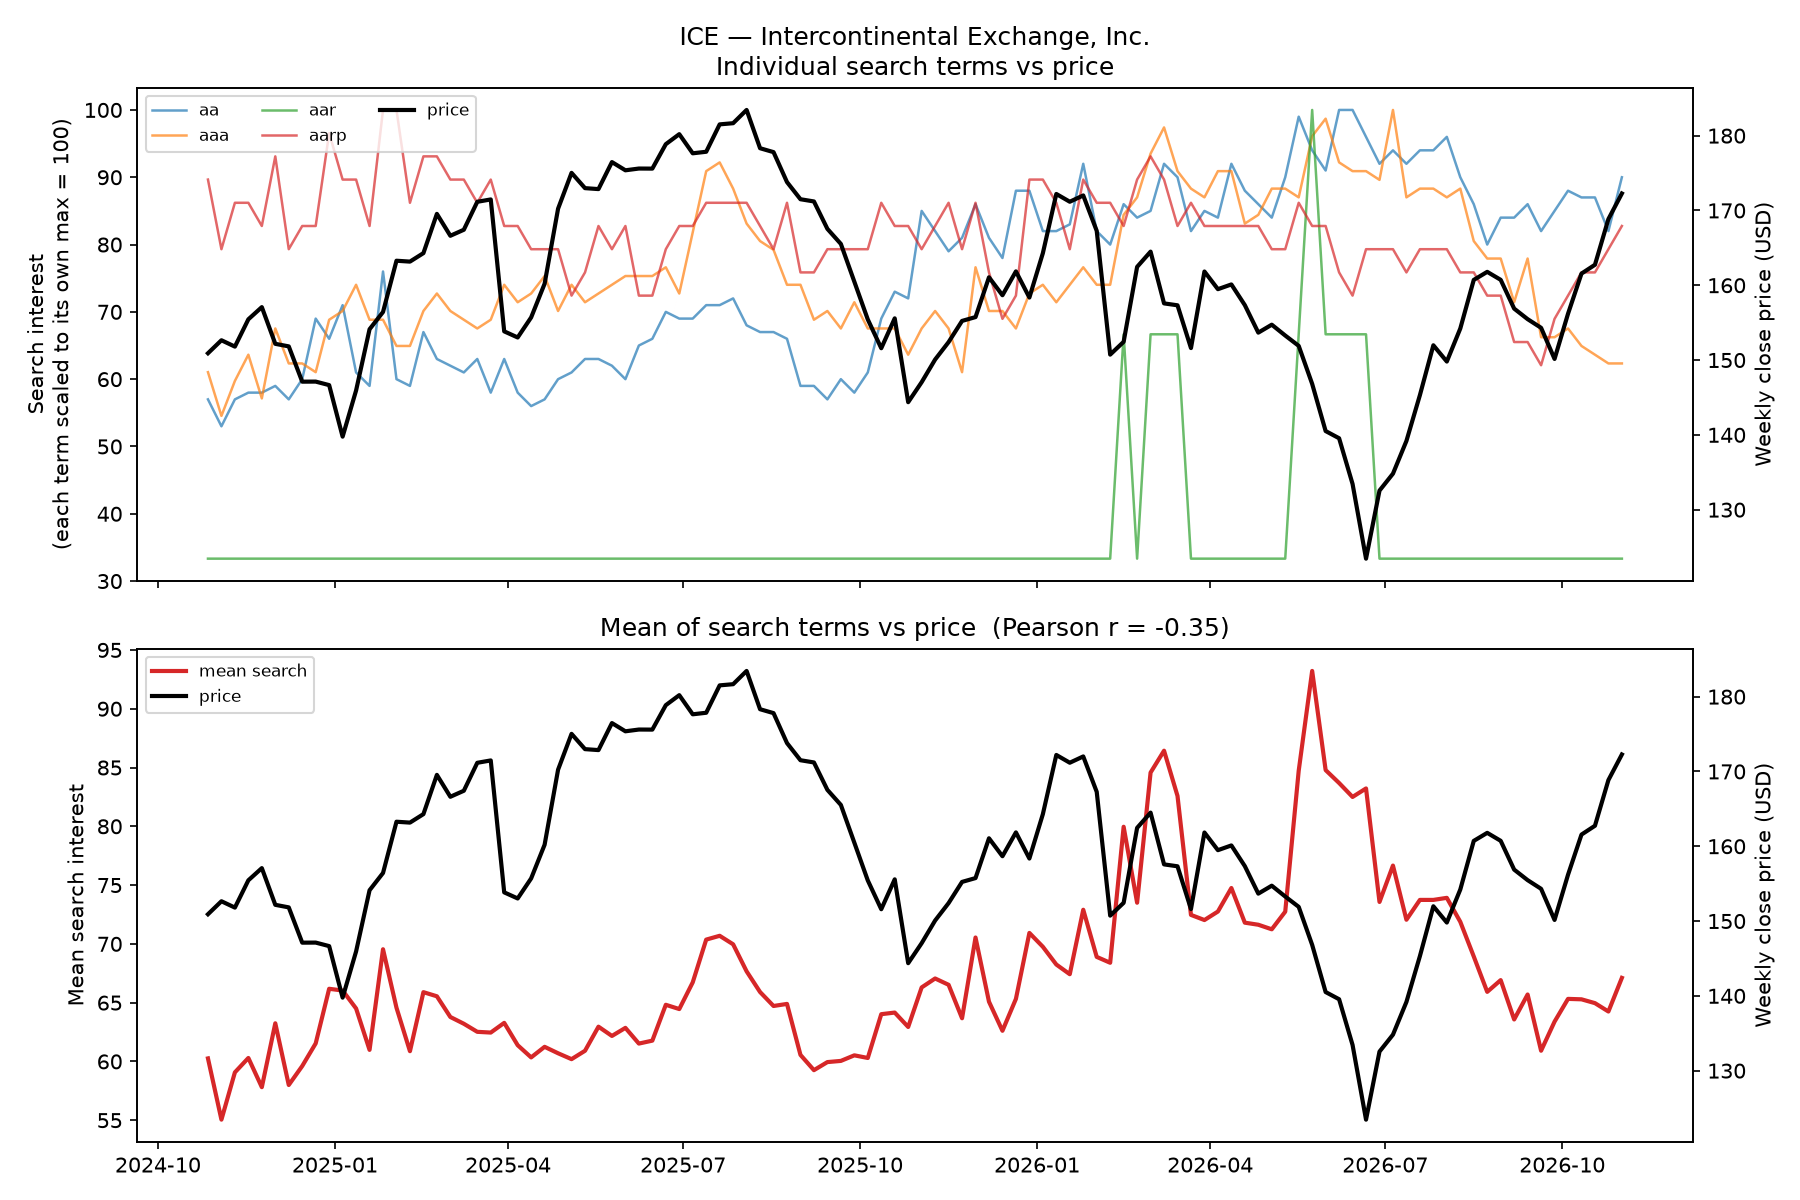 ICE — Intercontinental Exchange, Inc.
Individual search terms vs price
aa
aaa
aar
aarp
price
Search interest
(each term scaled to its own max = 100)
100
90
80
70
60
50
40
30
180
170
160
150
140
130
Weekly close price (USD)
Mean of search terms vs price (Pearson r = -0.35)
mean search
price
Mean search interest
95
90
85
80
75
70
65
60
55
180
170
160
150
140
130
Weekly close price (USD)
2024-10
2025-01
2025-04
2025-07
2025-10
2026-01
2026-04
2026-07
2026-10